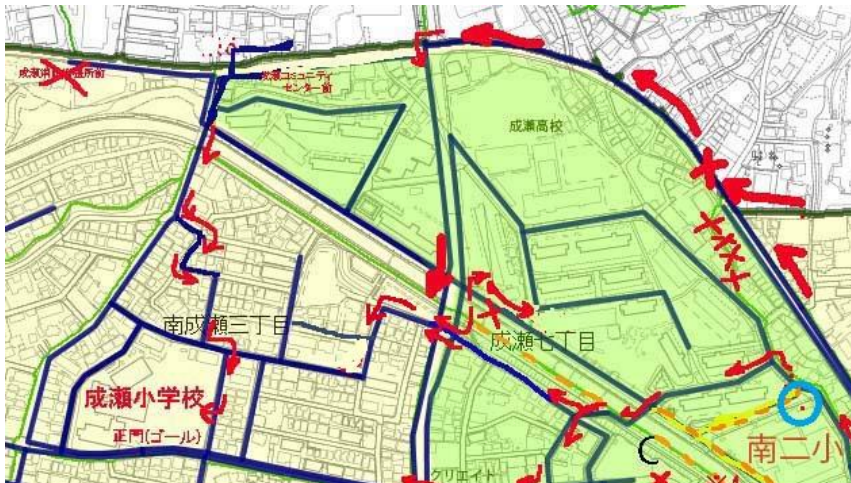 成瀬コミュニティ
センター前
成瀬高校
南成瀬三丁目
成瀬七丁目
成瀬小学校
正門(ゴール)
南二小
C
クリエイト